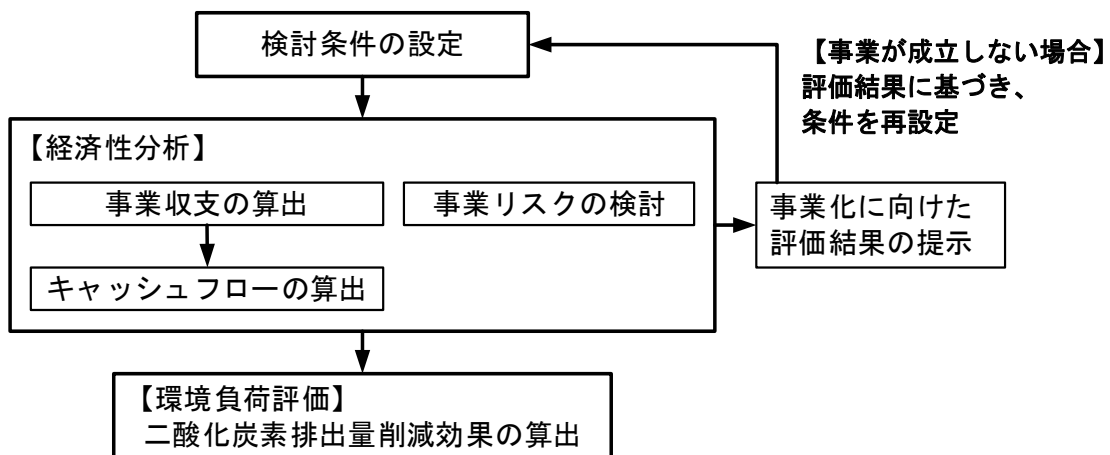 検討条件の設定
【事業が成立しない場合】
評価結果に基づき、
条件を再設定
【経済性分析】
事業収支の算出
事業リスクの検討
キャッシュフローの算出
事業化に向けた
評価結果の提示
【環境負荷評価】
二酸化炭素排出量削減効果の算出